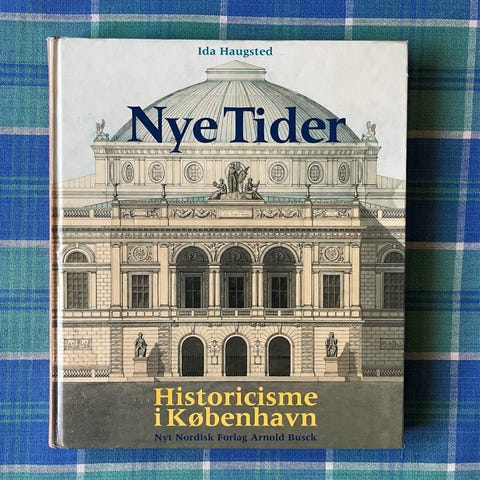 Ida Haugsted
Nye Tider
Historicisme
i København
Nyt Nordisk Forlag Arnold Busck